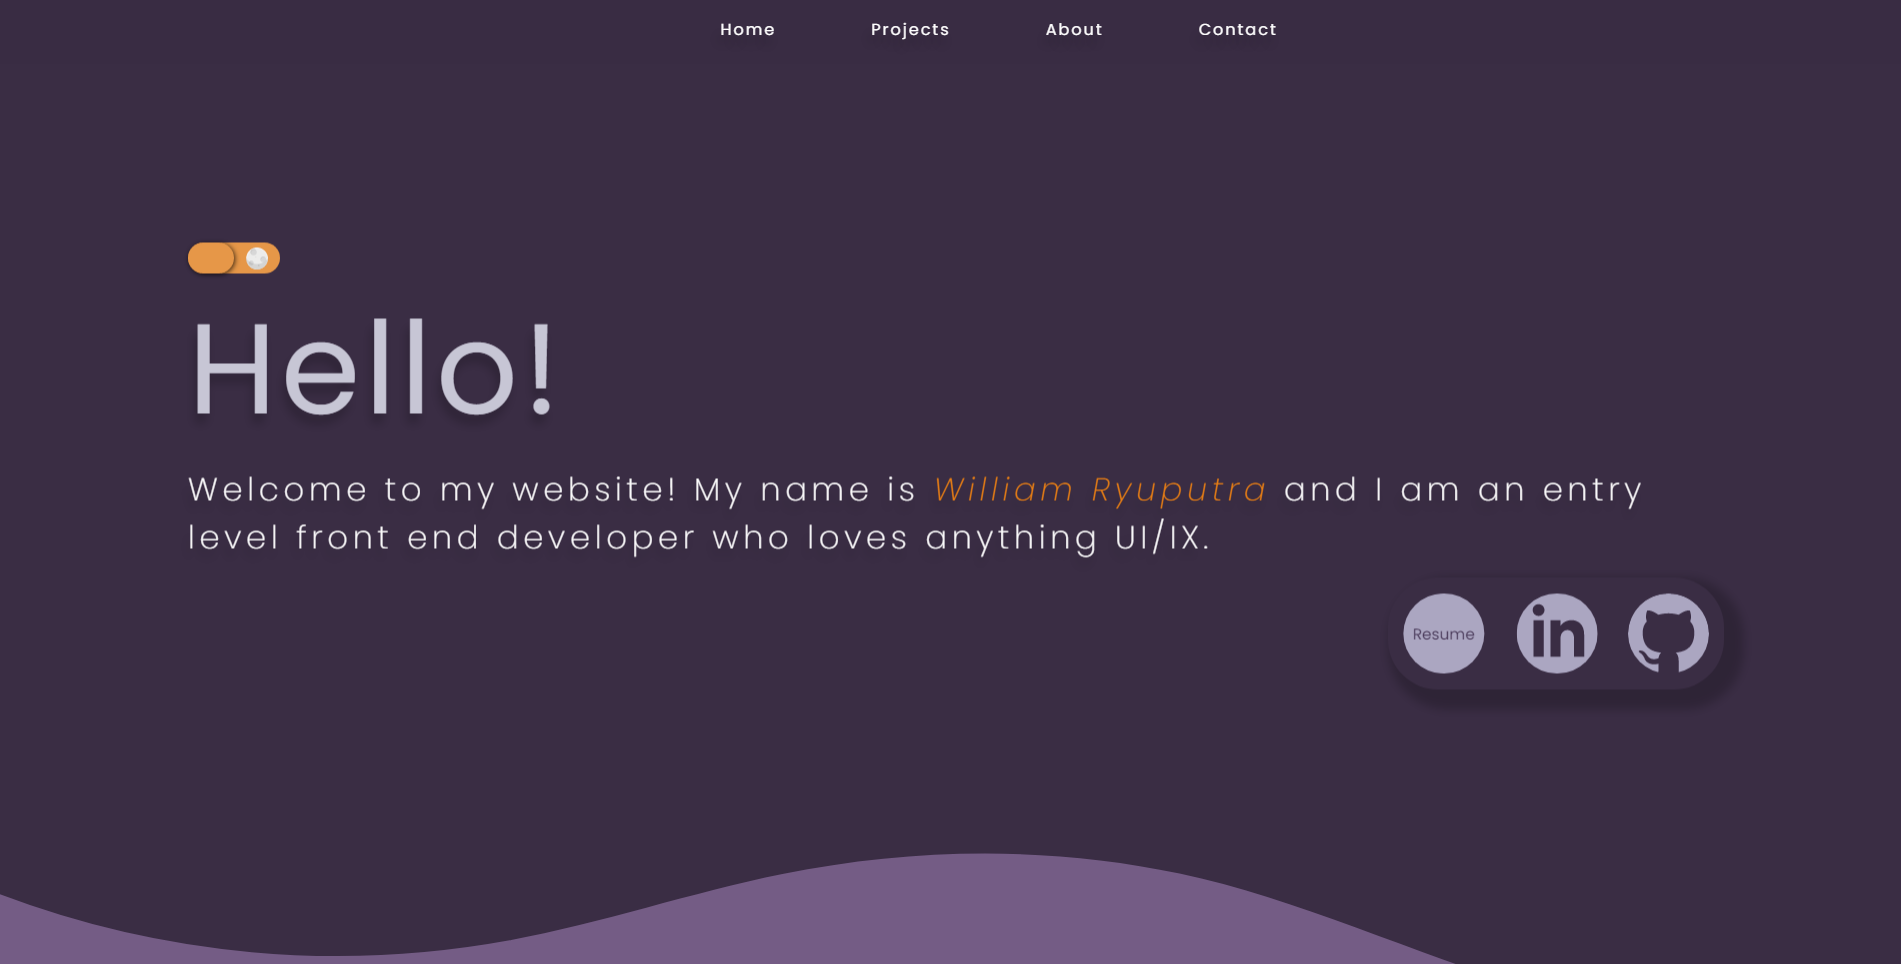 Home Projects About Contact
Hello!
Welcome to my website! My name is William Ryuputra and I am an entry
level front end developer who loves anything UI/IX.
Resume in